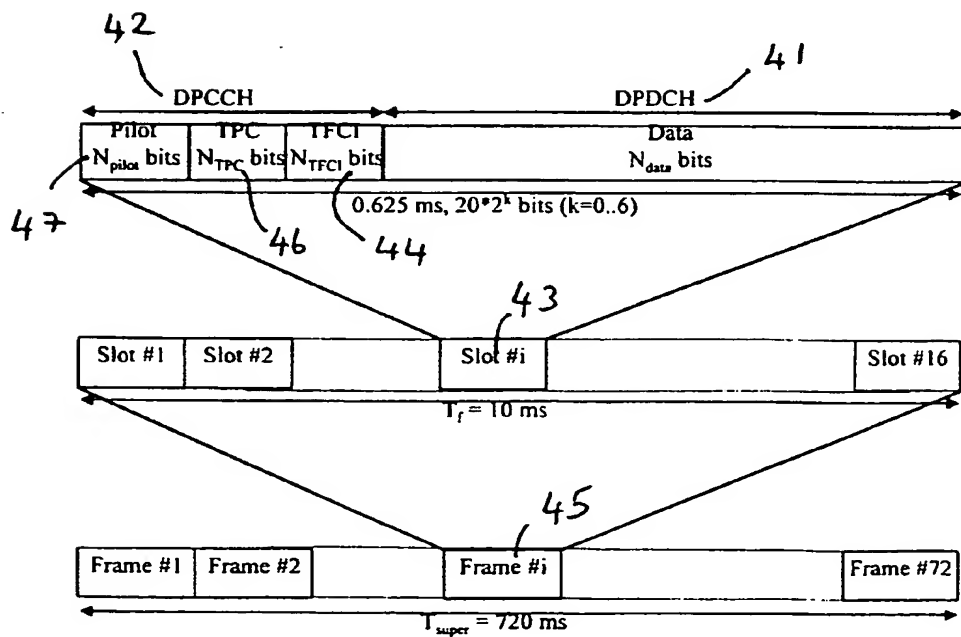 42
41
DPCCH
DPDCH
Pilot
TPC
TFCI
Data
N_pilot bits
N_TPC bits
N_TFCI bits
N_data bits
0.625 ms, 20*2^k bits (k=0..6)
47
46
44
43
Slot #1
Slot #2
Slot #i
Slot #16
T_f = 10 ms
45
Frame #1
Frame #2
Frame #i
Frame #72
T_super = 720 ms